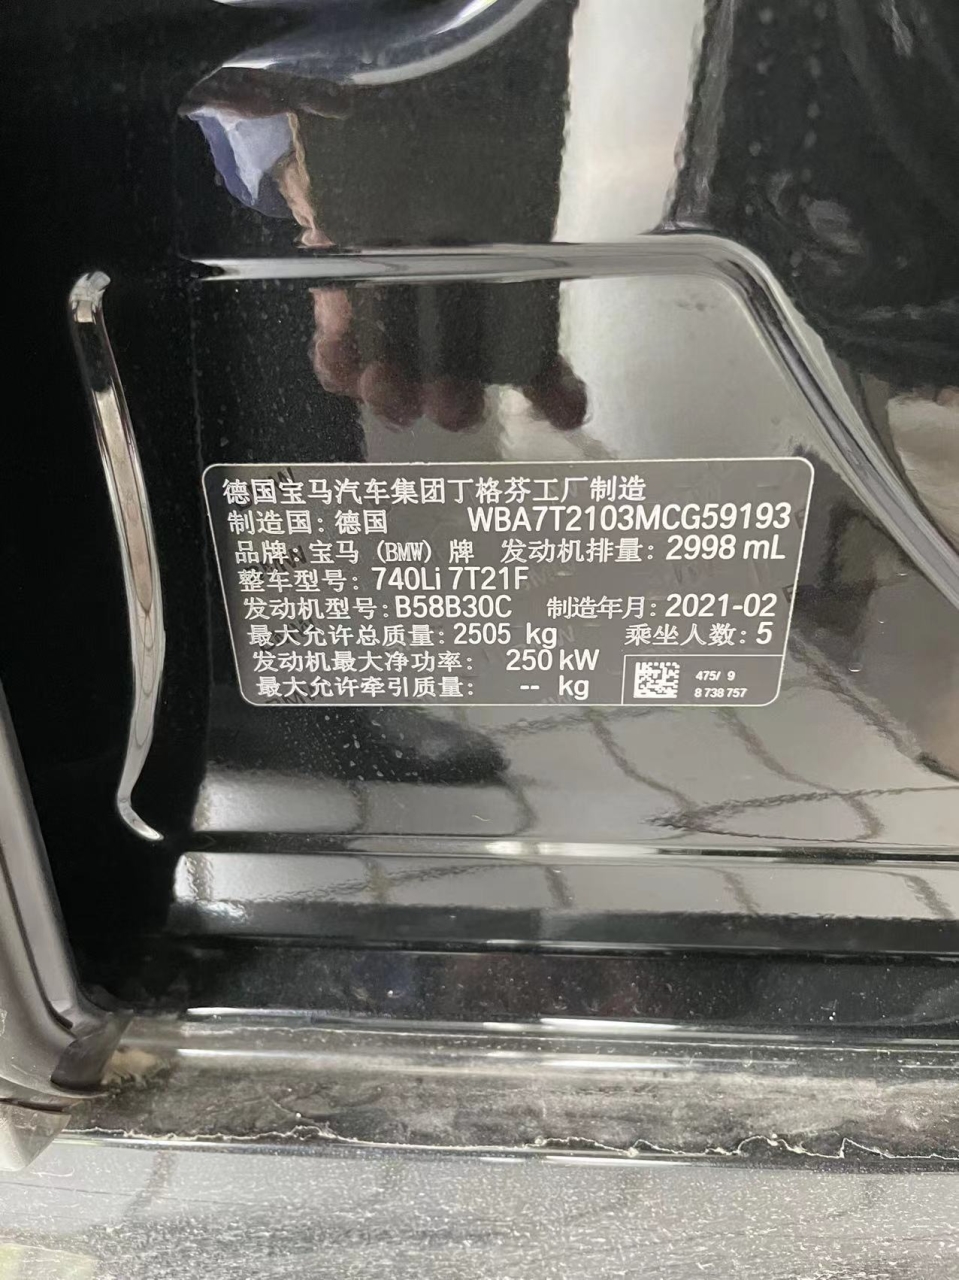 德国宝马汽车集团丁格芬工厂制造
制造国：德国 WBA7T2103MCG59193
品牌：宝马（BMW）牌 发动机排量：2998 mL
整车型号：740Li 7T21F
发动机型号：B58B30C 制造年月：2021-02
最大允许总质量：2505 kg 乘坐人数：5
发动机最大净功率： 250 kW
最大允许牵引质量： -- kg
475/ 9
8 738 757